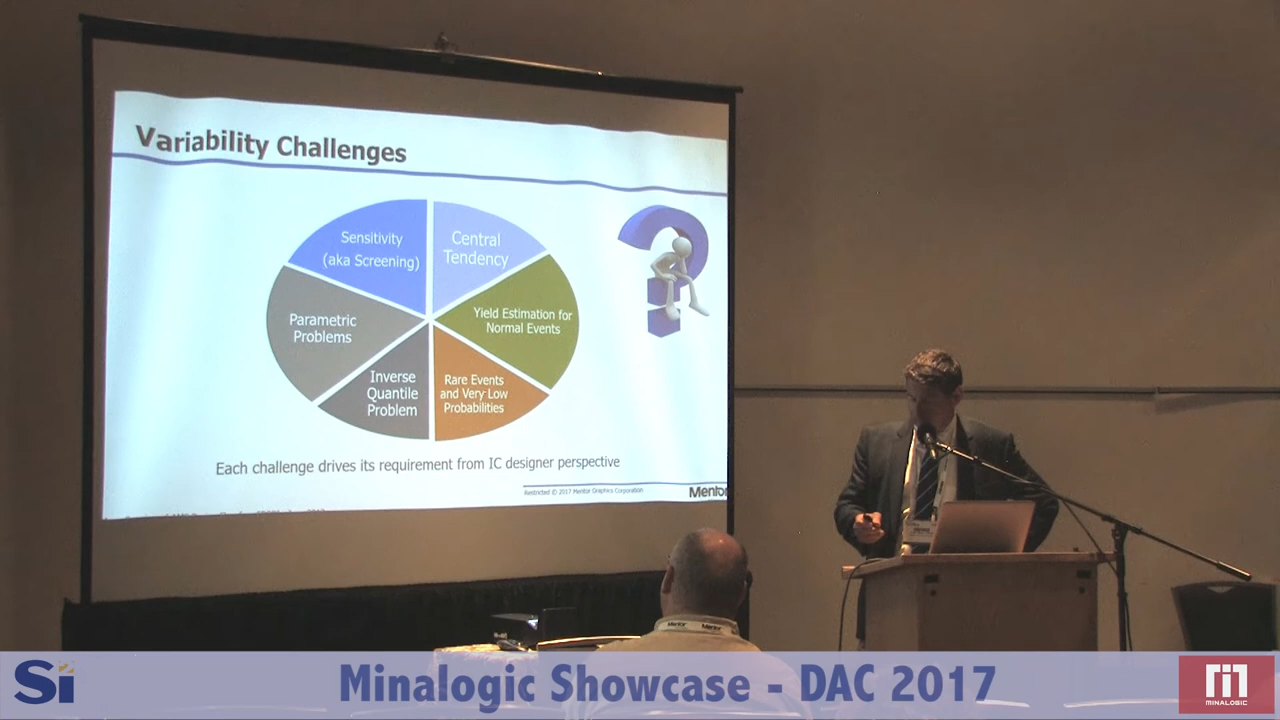 Variability Challenges
Sensitivity
(aka Screening)
Central
Tendency
Yield Estimation for
Normal Events
Rare Events
and Very Low
Probabilities
Inverse
Quantile
Problem
Parametric
Problems
Each challenge drives its requirement from IC designer perspective
Restricted © 2017 Mentor Graphics Corporation
Mentor
Mentor
Mentor
Si
Minalogic Showcase - DAC 2017
MINALOGIC